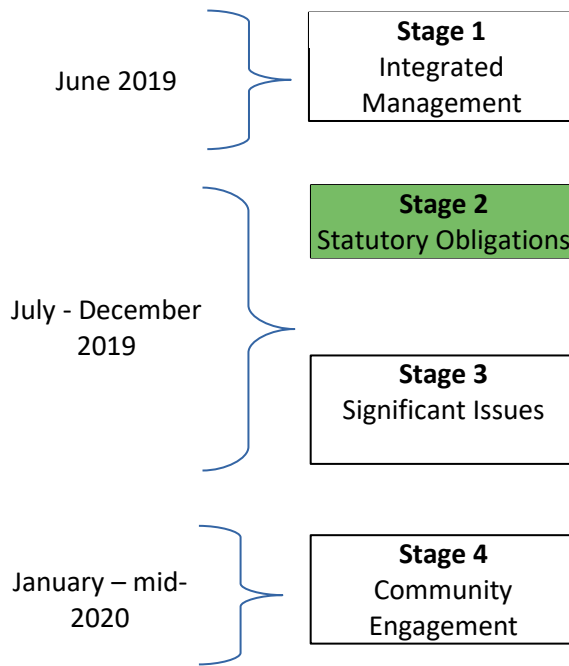 June 2019
Stage 1
Integrated
Management
July - December
2019
Stage 2
Statutory Obligations
Stage 3
Significant Issues
January – mid-
2020
Stage 4
Community
Engagement